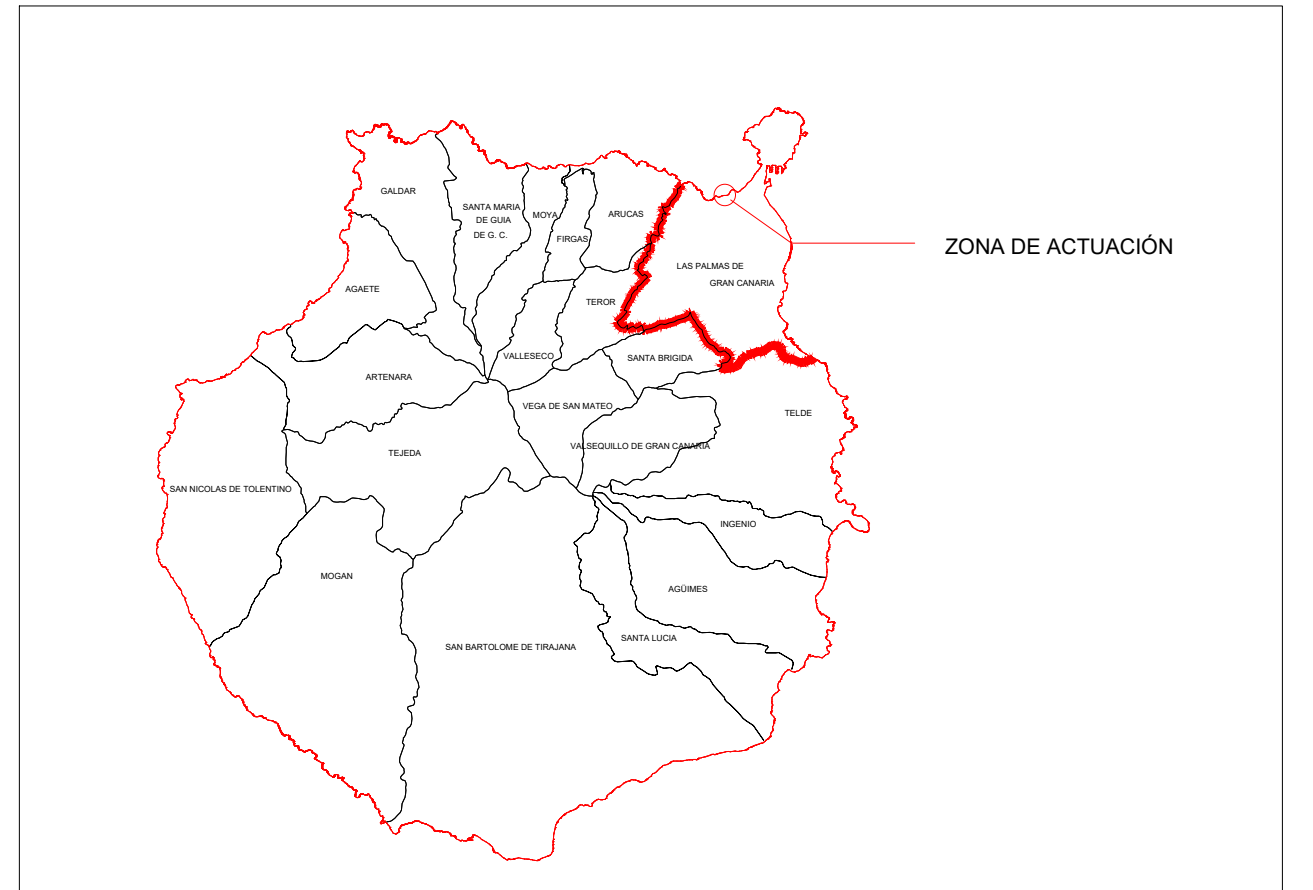 ZONA DE ACTUACIÓN
GALDAR
SANTA MARIA
DE GUIA
DE G. C.
MOYA
FIRGAS
ARUCAS
LAS PALMAS DE
GRAN CANARIA
AGAETE
TEROR
VALLESECO
SANTA BRIGIDA
ARTENARA
VEGA DE SAN MATEO
TELDE
VALSEQUILLO DE GRAN CANARIA
TEJEDA
SAN NICOLAS DE TOLENTINO
INGENIO
MOGAN
AGÜIMES
SANTA LUCIA
SAN BARTOLOME DE TIRAJANA